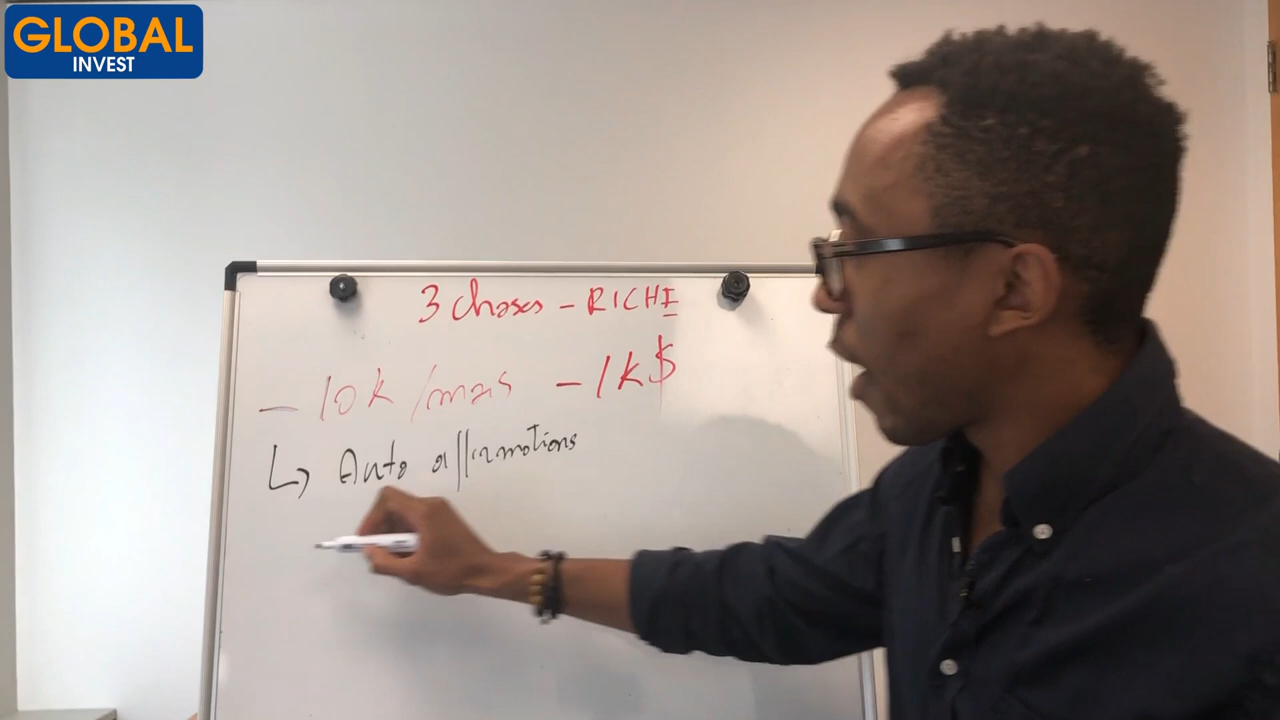 GLOBAL
INVEST
3 choses - RICHE
- 10k/mois - 1k$
↳ Auto affirmations